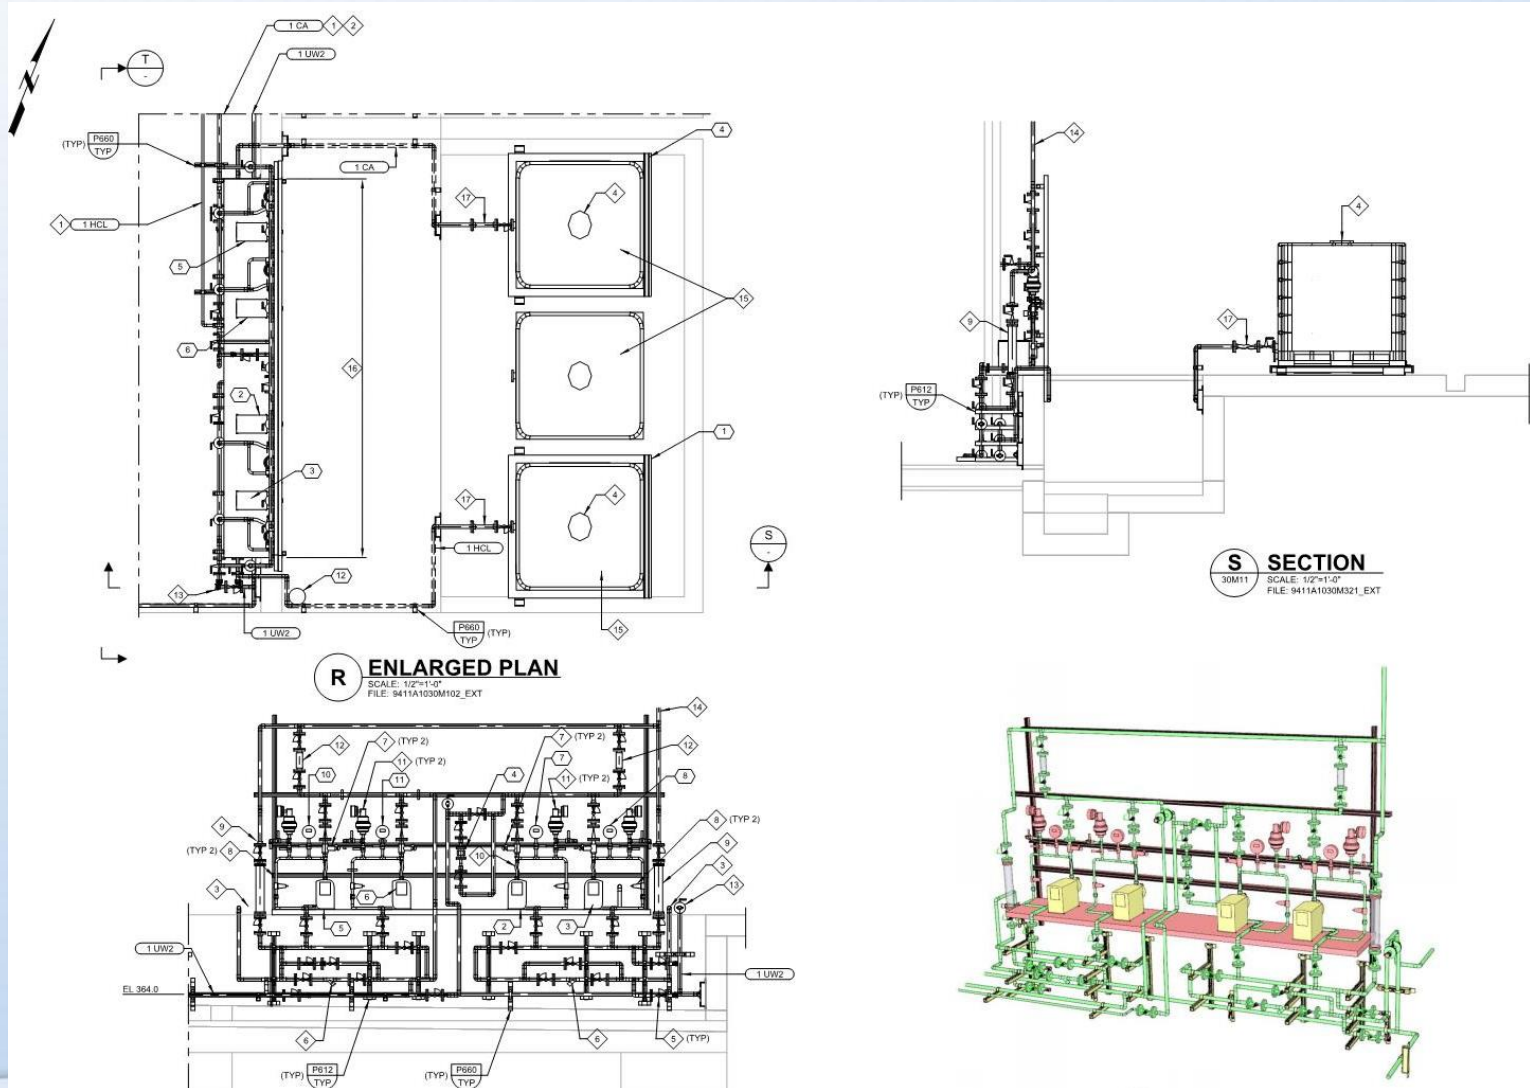 N
1 CA
1
2
1 UW2
T
-
P660
TYP
(TYP)
1 CA
4
14
17
4
4
1
1 HCL
5
15
9
17
6
16
2
P612
TYP
(TYP)
1
3
17
4
S
-
1 HCL
12
13
15
1 UW2
P660
TYP
(TYP)
S
30M11
SECTION
SCALE: 1/2"=1'-0"
FILE: 9411A1030M321_EXT
R
ENLARGED PLAN
SCALE: 1/2"=1'-0"
FILE: 9411A1030M102_EXT
14
12
7 (TYP 2)
7 (TYP 2)
12
10
11 (TYP 2)
11
4
7
11 (TYP 2)
8
9
8 (TYP 2)
(TYP 2)
8
10
9
3
6
3
13
5
2
3
1 UW2
1 UW2
EL 364.0
6
6
5 (TYP)
(TYP)
P612
TYP
(TYP)
P660
TYP